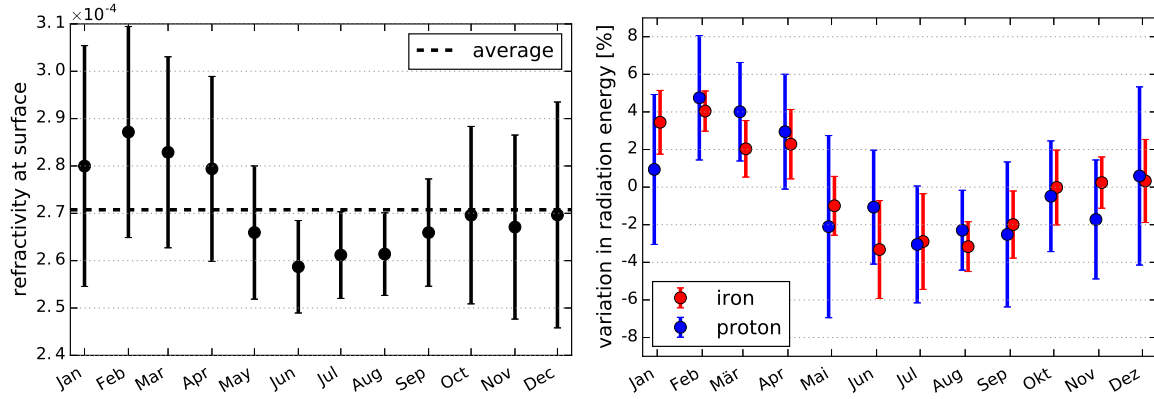 ×10⁻⁴
3.1
3.0
2.9
2.8
2.7
2.6
2.5
2.4
refractivity at surface
average
Jan Feb Mar Apr May Jun Jul Aug Sep Oct Nov Dec
variation in radiation energy [%]
8
6
4
2
0
-2
-4
-6
-8
iron
proton
Jan Feb Mär Apr Mai Jun Jul Aug Sep Okt Nov Dez